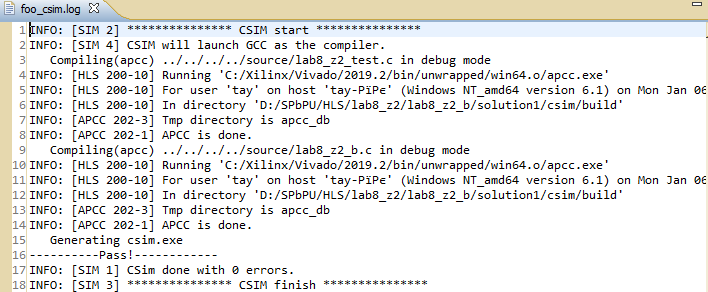 foo_csim.log
1 INFO: [SIM 2] *************** CSIM start ***************
2 INFO: [SIM 4] CSIM will launch GCC as the compiler.
3    Compiling(apcc) ../../../../source/lab8_z2_test.c in debug mode
4 INFO: [HLS 200-10] Running 'C:/Xilinx/Vivado/2019.2/bin/unwrapped/win64.o/apcc.exe'
5 INFO: [HLS 200-10] For user 'tay' on host 'tay-РїРє' (Windows NT_amd64 version 6.1) on Mon Jan 06
6 INFO: [HLS 200-10] In directory 'D:/SPbPU/HLS/lab8_z2/lab8_z2_b/solution1/csim/build'
7 INFO: [APCC 202-3] Tmp directory is apcc_db
8 INFO: [APCC 202-1] APCC is done.
9    Compiling(apcc) ../../../../source/lab8_z2_b.c in debug mode
10 INFO: [HLS 200-10] Running 'C:/Xilinx/Vivado/2019.2/bin/unwrapped/win64.o/apcc.exe'
11 INFO: [HLS 200-10] For user 'tay' on host 'tay-РїРє' (Windows NT_amd64 version 6.1) on Mon Jan 06
12 INFO: [HLS 200-10] In directory 'D:/SPbPU/HLS/lab8_z2/lab8_z2_b/solution1/csim/build'
13 INFO: [APCC 202-3] Tmp directory is apcc_db
14 INFO: [APCC 202-1] APCC is done.
15    Generating csim.exe
16 ----------Pass!------------
17 INFO: [SIM 1] CSim done with 0 errors.
18 INFO: [SIM 3] *************** CSIM finish ***************